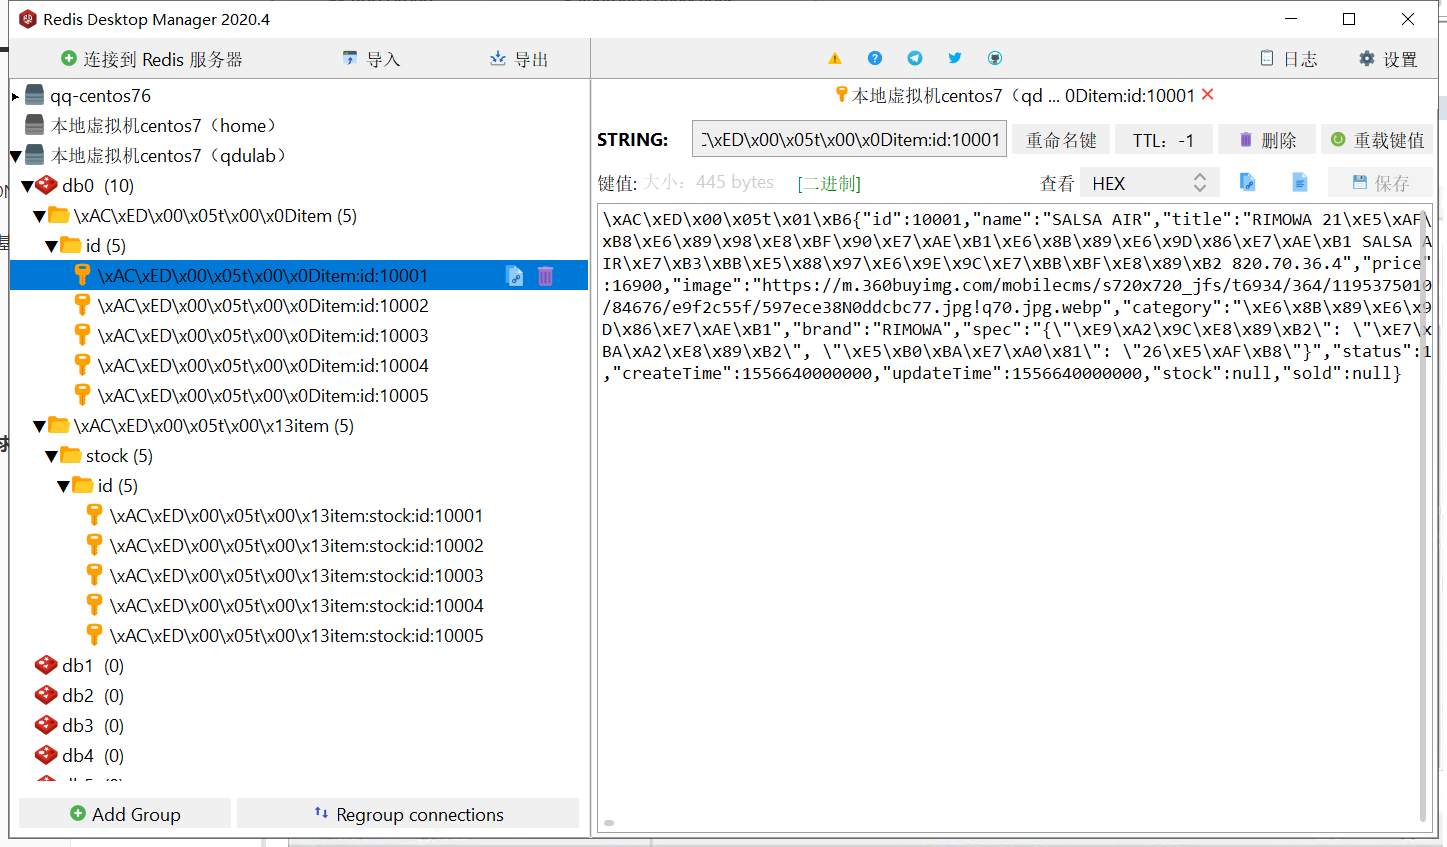 Redis Desktop Manager 2020.4
连接到 Redis 服务器
导入
导出
日志
设置
qq-centos76
本地虚拟机centos7（home）
本地虚拟机centos7（qdulab）
db0 (10)
\xAC\xED\x00\x05t\x00\x0Ditem (5)
id (5)
\xAC\xED\x00\x05t\x00\x0Ditem:id:10001
\xAC\xED\x00\x05t\x00\x0Ditem:id:10002
\xAC\xED\x00\x05t\x00\x0Ditem:id:10003
\xAC\xED\x00\x05t\x00\x0Ditem:id:10004
\xAC\xED\x00\x05t\x00\x0Ditem:id:10005
\xAC\xED\x00\x05t\x00\x13item (5)
stock (5)
id (5)
\xAC\xED\x00\x05t\x00\x13item:stock:id:10001
\xAC\xED\x00\x05t\x00\x13item:stock:id:10002
\xAC\xED\x00\x05t\x00\x13item:stock:id:10003
\xAC\xED\x00\x05t\x00\x13item:stock:id:10004
\xAC\xED\x00\x05t\x00\x13item:stock:id:10005
db1 (0)
db2 (0)
db3 (0)
db4 (0)
Add Group
Regroup connections
本地虚拟机centos7（qd ... 0Ditem:id:10001
STRING:
\xED\x00\x05t\x00\x0Ditem:id:10001
重命名键
TTL: -1
删除
重载键值
键值: 大小: 445 bytes [二进制]
查看
HEX
保存
\xAC\xED\x00\x05t\x01\xB6{"id":10001,"name":"SALSA AIR","title":"RIMOWA 21\xE5\xAF\
xB8\xE6\x89\x98\xE8\xBF\x90\xE7\xAE\xB1\xE6\x8B\x89\xE6\x9D\x86\xE7\xAE\xB1 SALSA A
IR\xE7\xB3\xBB\xE5\x88\x97\xE6\x9E\x9C\xE7\xBB\xBF\xE8\x89\xB2 820.70.36.4","price"
:16900,"image":"https://m.360buyimg.com/mobilecms/s720x720_jfs/t6934/364/1195375010
/84676/e9f2c55f/597ece38N0ddcbc77.jpg!q70.jpg.webp","category":"\xE6\x8B\x89\xE6\x9
D\x86\xE7\xAE\xB1","brand":"RIMOWA","spec":"{\"\xE9\xA2\x9C\xE8\x89\xB2\": \"\xE7\x
BA\xA2\xE8\x89\xB2\", \"\xE5\xB0\xBA\xE7\xA0\x81\": \"26\xE5\xAF\xB8\"}","status":1
,"createTime":1556640000000,"updateTime":1556640000000,"stock":null,"sold":null}